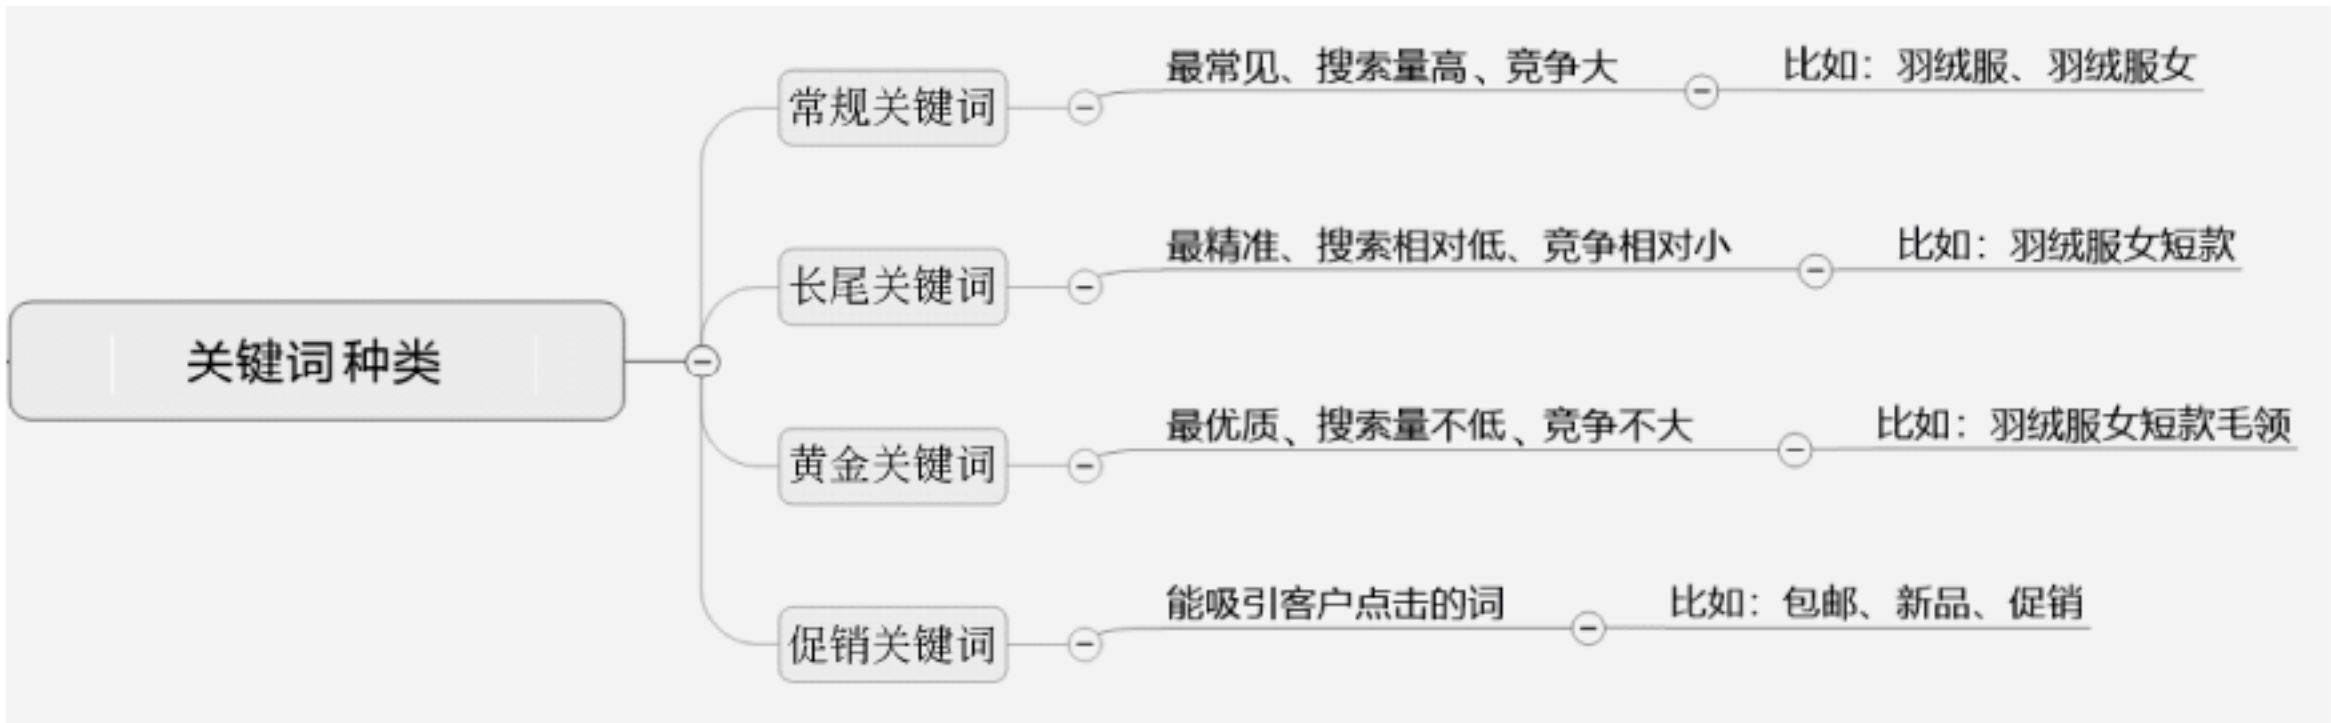 关键词种类
常规关键词
最常见、搜索量高、竞争大
比如：羽绒服、羽绒服女
长尾关键词
最精准、搜索相对低、竞争相对小
比如：羽绒服女短款
黄金关键词
最优质、搜索量不低、竞争不大
比如：羽绒服女短款毛领
促销关键词
能吸引客户点击的词
比如：包邮、新品、促销